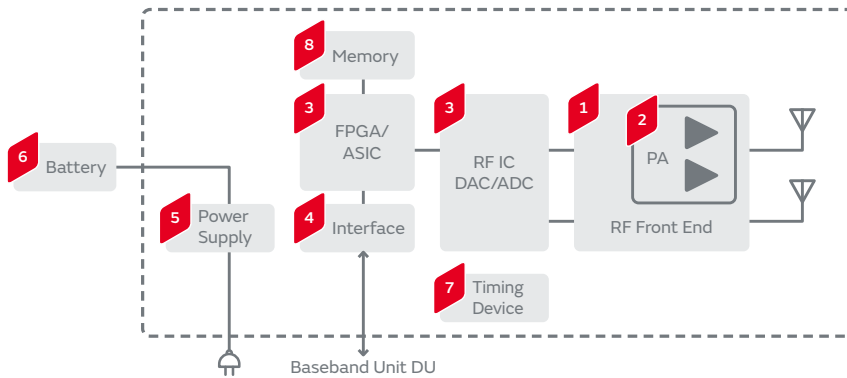 8
Memory
3
FPGA/
ASIC
3
RF IC
DAC/ADC
1
2
PA
RF Front End
6
Battery
5
Power
Supply
4
Interface
7
Timing
Device
Baseband Unit DU